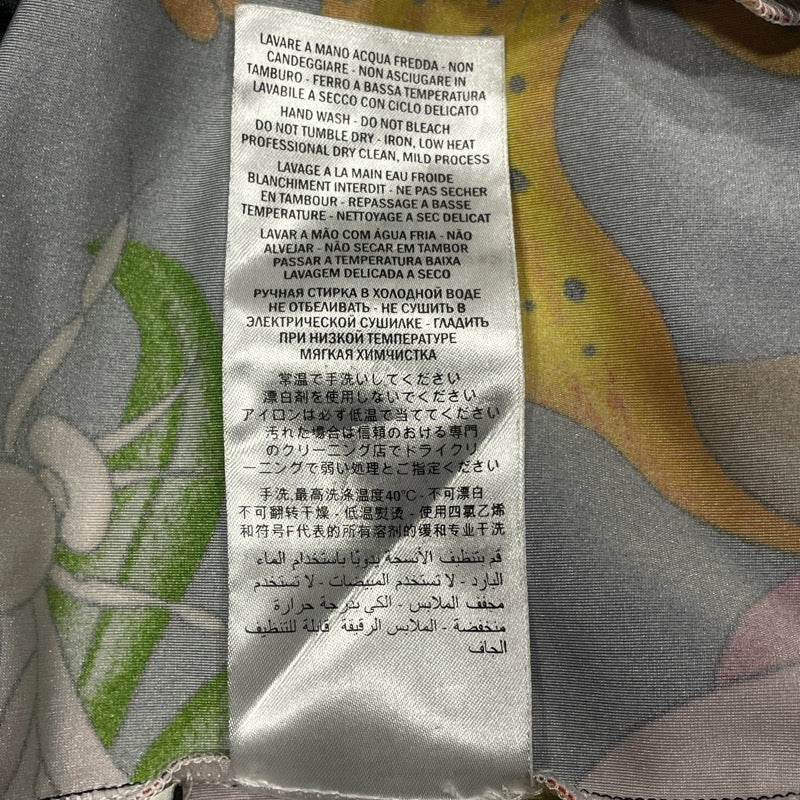 LAVARE A MANO ACQUA FREDDA - NON
CANDEGGIARE - NON ASCIUGARE IN
TAMBURO - FERRO A BASSA TEMPERATURA
LAVABILE A SECCO CON CICLO DELICATO
HAND WASH - DO NOT BLEACH
DO NOT TUMBLE DRY - IRON, LOW HEAT
PROFESSIONAL DRY CLEAN, MILD PROCESS
LAVAGE A LA MAIN EAU FROIDE
BLANCHIMENT INTERDIT - NE PAS SECHER
EN TAMBOUR - REPASSAGE A BASSE
TEMPERATURE - NETTOYAGE A SEC DELICAT
LAVAR A MÃO COM ÁGUA FRIA - NÃO
ALVEJAR - NÃO SECAR EM TAMBOR
PASSAR A TEMPERATURA BAIXA
LAVAGEM DELICADA A SECO
РУЧНАЯ СТИРКА В ХОЛОДНОЙ ВОДЕ
НЕ ОТБЕЛИВАТЬ - НЕ СУШИТЬ В
ЭЛЕКТРИЧЕСКОЙ СУШИЛКЕ - ГЛАДИТЬ
ПРИ НИЗКОЙ ТЕМПЕРАТУРЕ
МЯГКАЯ ХИМЧИСТКА
常温で手洗いしてください
漂白剤を使用しないでください
アイロンは必ず低温で当ててください
汚れた場合は信頼のおける専門
のクリーニング店でドライクリ
ーニングで弱い処理とご指定ください
手洗,最高洗涤温度40°C - 不可漂白
不可翻转干燥 - 低温熨烫 - 使用四氯乙烯
和符号F代表的所有溶剂的缓和专业干洗
قم بتنظيف الأنسجة يدويًا باستخدام الماء
البارد - لا تستخدم المبيضات - لا تستخدم
مجفف الملابس - الكي بدرجة حرارة
منخفضة - الملابس الرقيقة قابلة للتنظيف
الجاف